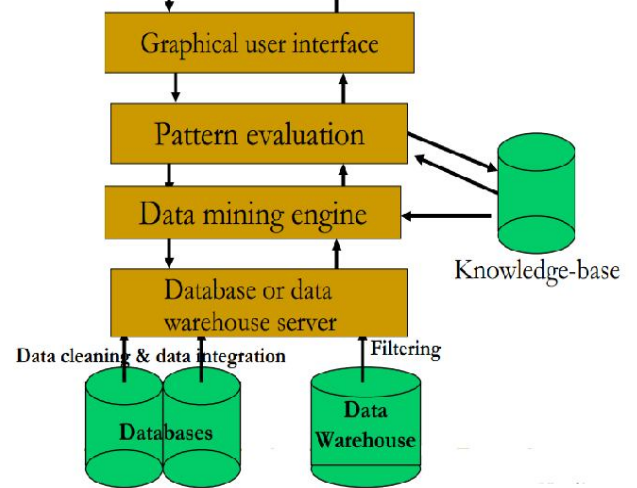 Graphical user interface
Pattern evaluation
Data mining engine
Knowledge-base
Database or data
warehouse server
Data cleaning & data integration
Filtering
Databases
Data
Warehouse